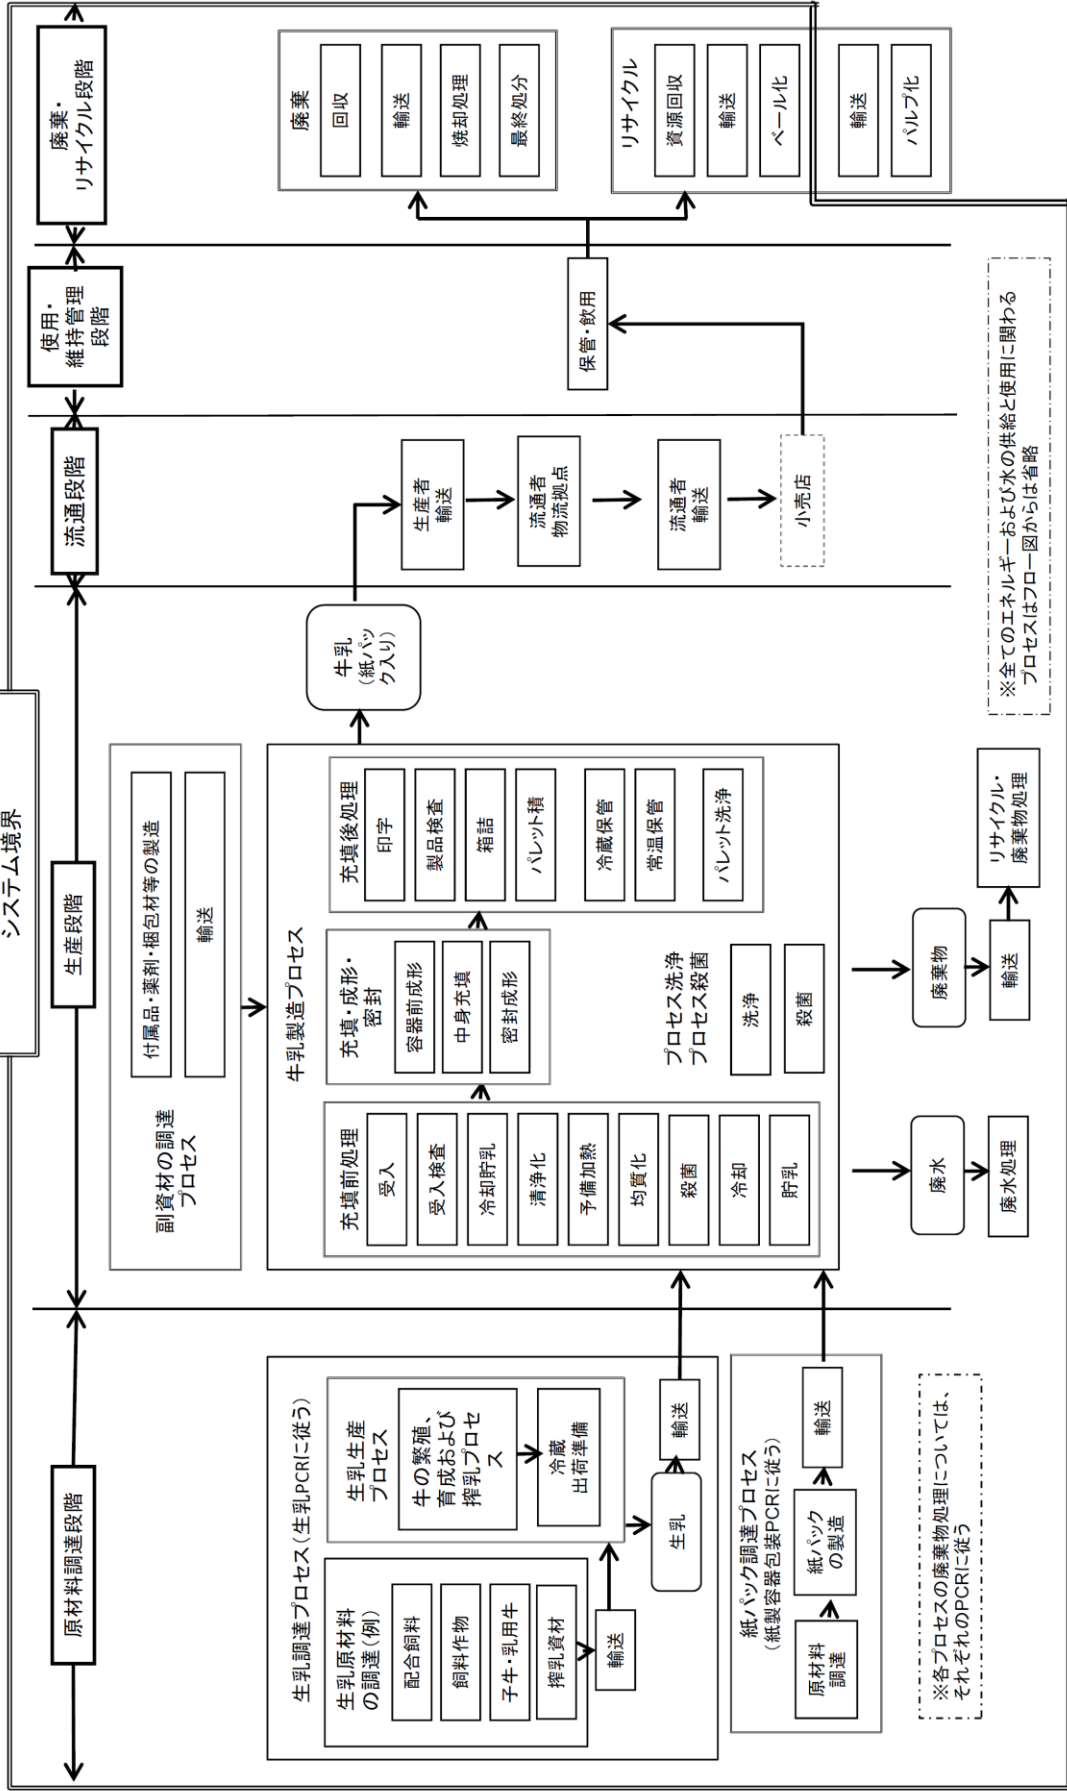 システム境界
原材料調達段階
生産段階
流通段階
使用・
維持管理
段階
廃棄・
リサイクル段階
生乳調達プロセス(生乳PCRに従う)
生乳原材料
の調達(例)
配合飼料
飼料作物
子牛・乳用牛
搾乳資材
輸送
生乳生産
プロセス
牛の繁殖、
育成および
搾乳プロセ
ス
冷蔵
出荷準備
生乳
輸送
紙パック調達プロセス
(紙製容器包装PCRに従う)
原材料
調達
紙パック
の製造
輸送
※各プロセスの廃棄物処理については、
それぞれのPCRに従う
副資材の調達
プロセス
付属品・薬剤・梱包材等の製造
輸送
牛乳製造プロセス
充填前処理
受入
受入検査
冷却貯乳
清浄化
予備加熱
均質化
殺菌
冷却
貯乳
充填・成形・
密封
容器前成形
中身充填
密封成形
プロセス洗浄
プロセス殺菌
洗浄
殺菌
充填後処理
印字
製品検査
箱詰
パレット積
冷蔵保管
常温保管
パレット洗浄
廃水
廃水処理
廃棄物
輸送
リサイクル・
廃棄物処理
牛乳
(紙パッ
ク入り)
生産者
輸送
流通者
物流拠点
流通者
輸送
小売店
保管・飲用
廃棄
回収
輸送
焼却処理
最終処分
リサイクル
資源回収
輸送
ベール化
輸送
パルプ化
※全てのエネルギーおよび水の供給と使用に関わる
プロセスはフロー図からは省略